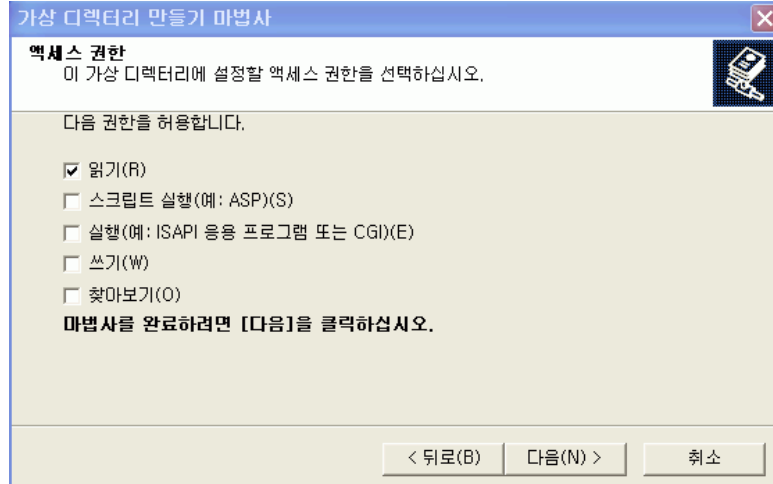 가상 디렉터리 만들기 마법사
액세스 권한
이 가상 디렉터리에 설정할 액세스 권한을 선택하십시오.
다음 권한을 허용합니다.
읽기(R)
스크립트 실행(예: ASP)(S)
실행(예: ISAPI 응용 프로그램 또는 CGI)(E)
쓰기(W)
찾아보기(O)
마법사를 완료하려면 [다음]을 클릭하십시오.
< 뒤로(B) 다음(N) > 취소